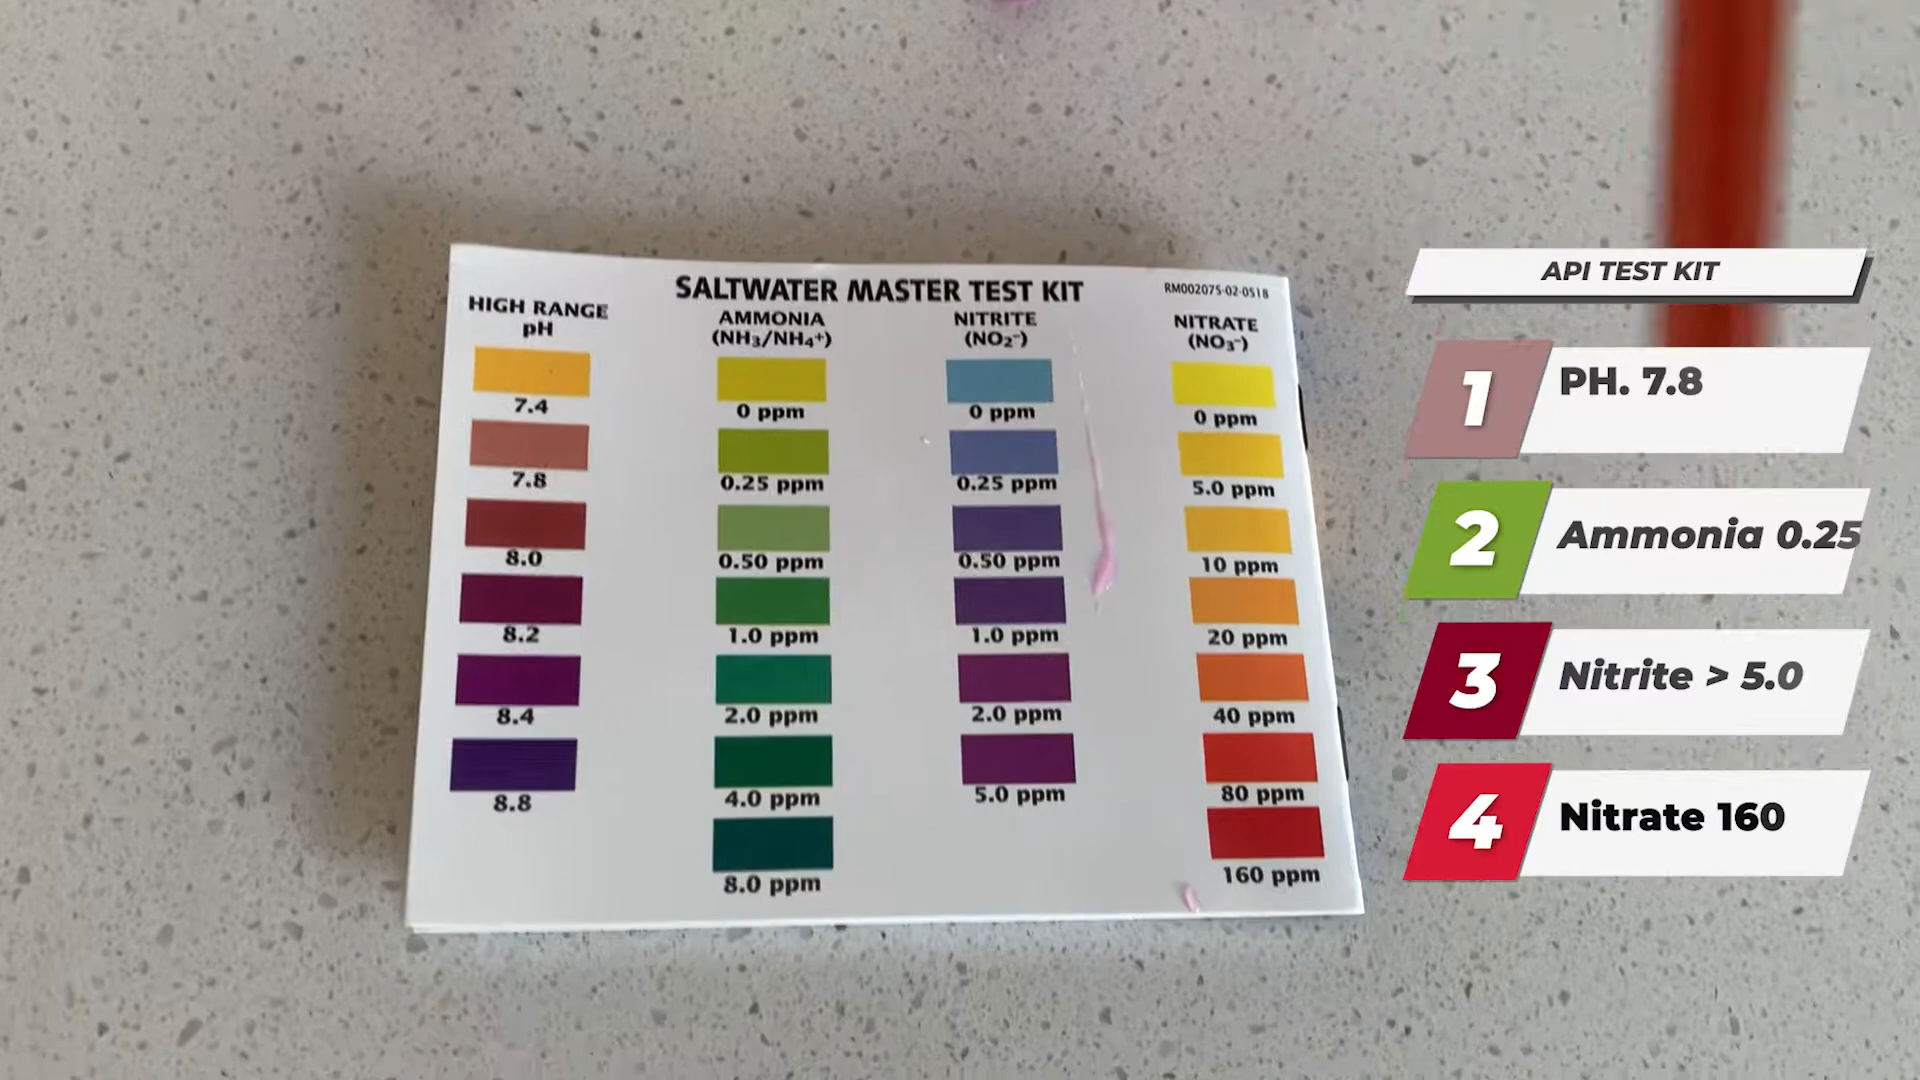 SALTWATER MASTER TEST KIT
RM002075-02-0518
HIGH RANGE
pH
7.4
7.8
8.0
8.2
8.4
8.8
AMMONIA
(NH₃/NH₄⁺)
0 ppm
0.25 ppm
0.50 ppm
1.0 ppm
2.0 ppm
4.0 ppm
8.0 ppm
NITRITE
(NO₂⁻)
0 ppm
0.25 ppm
0.50 ppm
1.0 ppm
2.0 ppm
5.0 ppm
NITRATE
(NO₃⁻)
0 ppm
5.0 ppm
10 ppm
20 ppm
40 ppm
80 ppm
160 ppm
API TEST KIT
1 PH. 7.8
2 Ammonia 0.25
3 Nitrite > 5.0
4 Nitrate 160